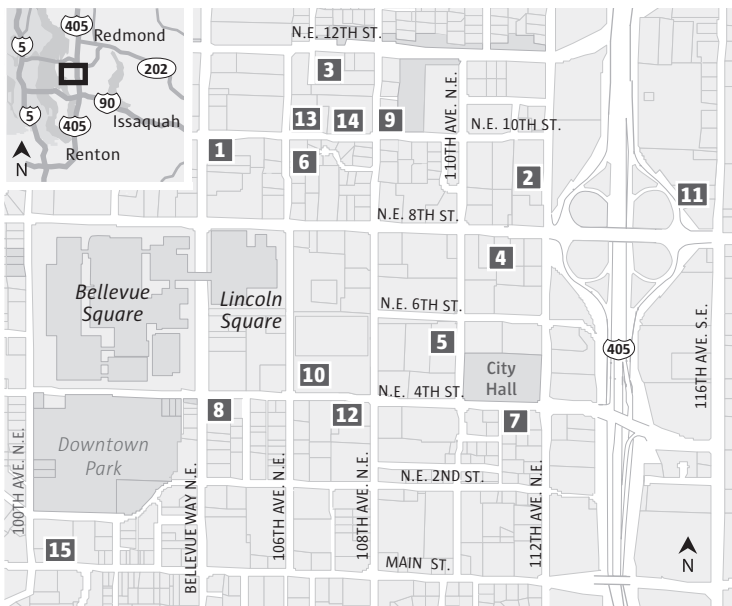 405
Redmond
5
202
90
5
405
Issaquah
Renton
N
N.E. 12TH ST.
3
110TH AVE. N.E.
13
14
9
N.E. 10TH ST.
1
6
2
11
N.E. 8TH ST.
4
Bellevue
Square
Lincoln
Square
N.E. 6TH ST.
5
405
116TH AVE. S.E.
10
City
Hall
N.E. 4TH ST.
8
12
7
Downtown
Park
100TH AVE. N.E.
BELLEVUE WAY N.E.
106TH AVE. N.E.
108TH AVE. N.E.
N.E. 2ND ST.
112TH AVE. N.E.
15
MAIN ST.
N